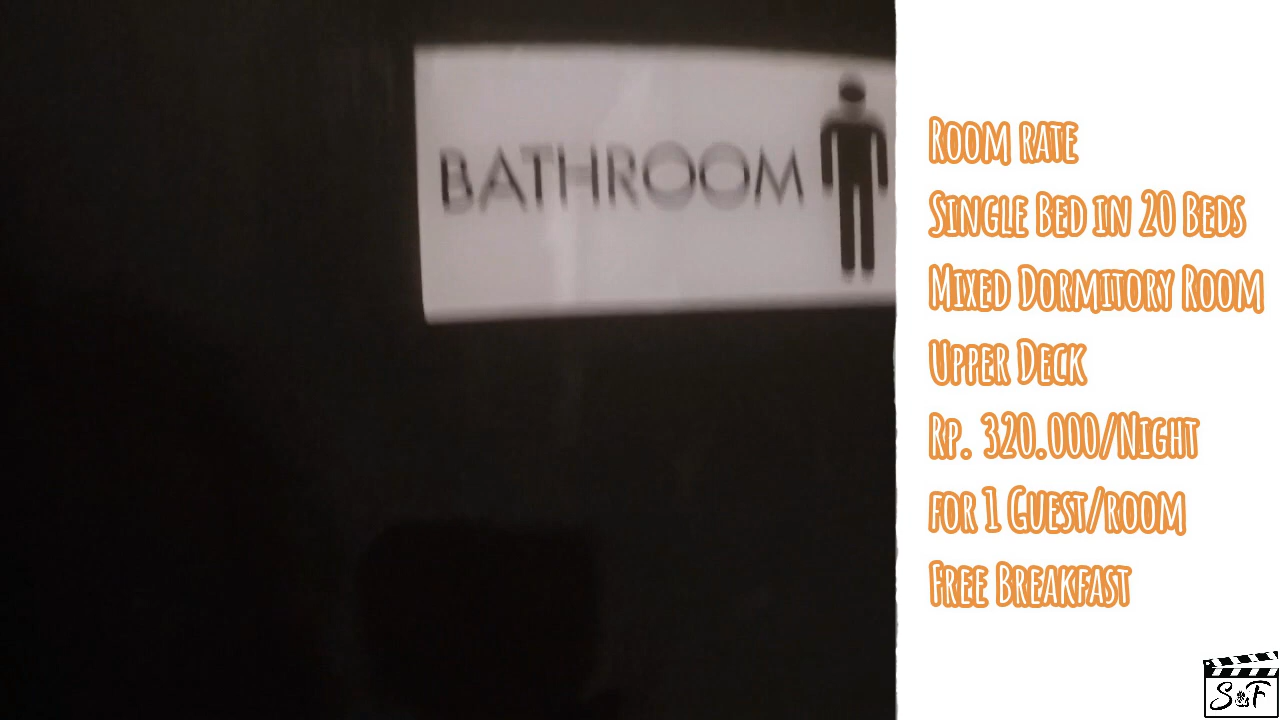 BATHROOM
Room rate
Single Bed in 20 Beds
Mixed Dormitory Room
Upper Deck
Rp. 320.000/Night
for 1 Guest/room
Free Breakfast
S&F